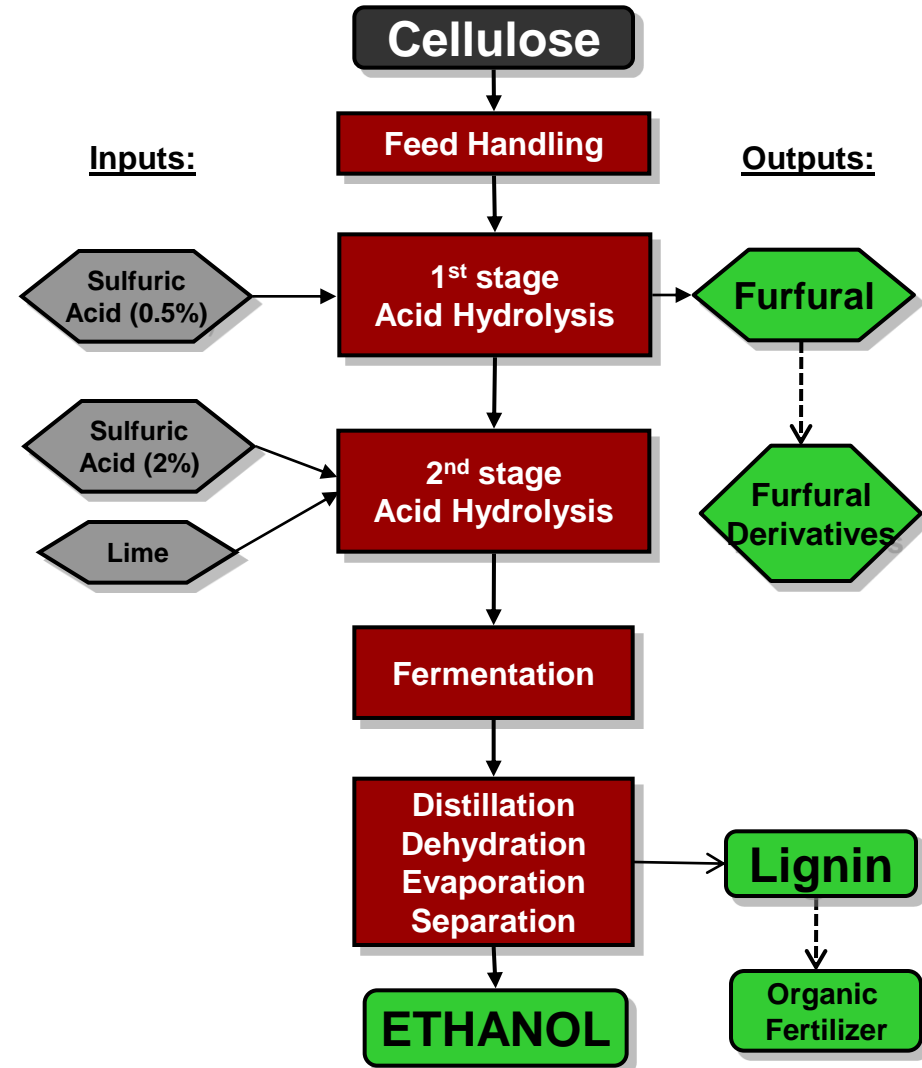 Cellulose
Feed Handling
Inputs:
Outputs:
Sulfuric
Acid (0.5%)
1st stage
Acid Hydrolysis
Furfural
Sulfuric
Acid (2%)
2nd stage
Acid Hydrolysis
Lime
Furfural
Derivatives
Fermentation
Distillation
Dehydration
Evaporation
Separation
Lignin
Organic
Fertilizer
ETHANOL